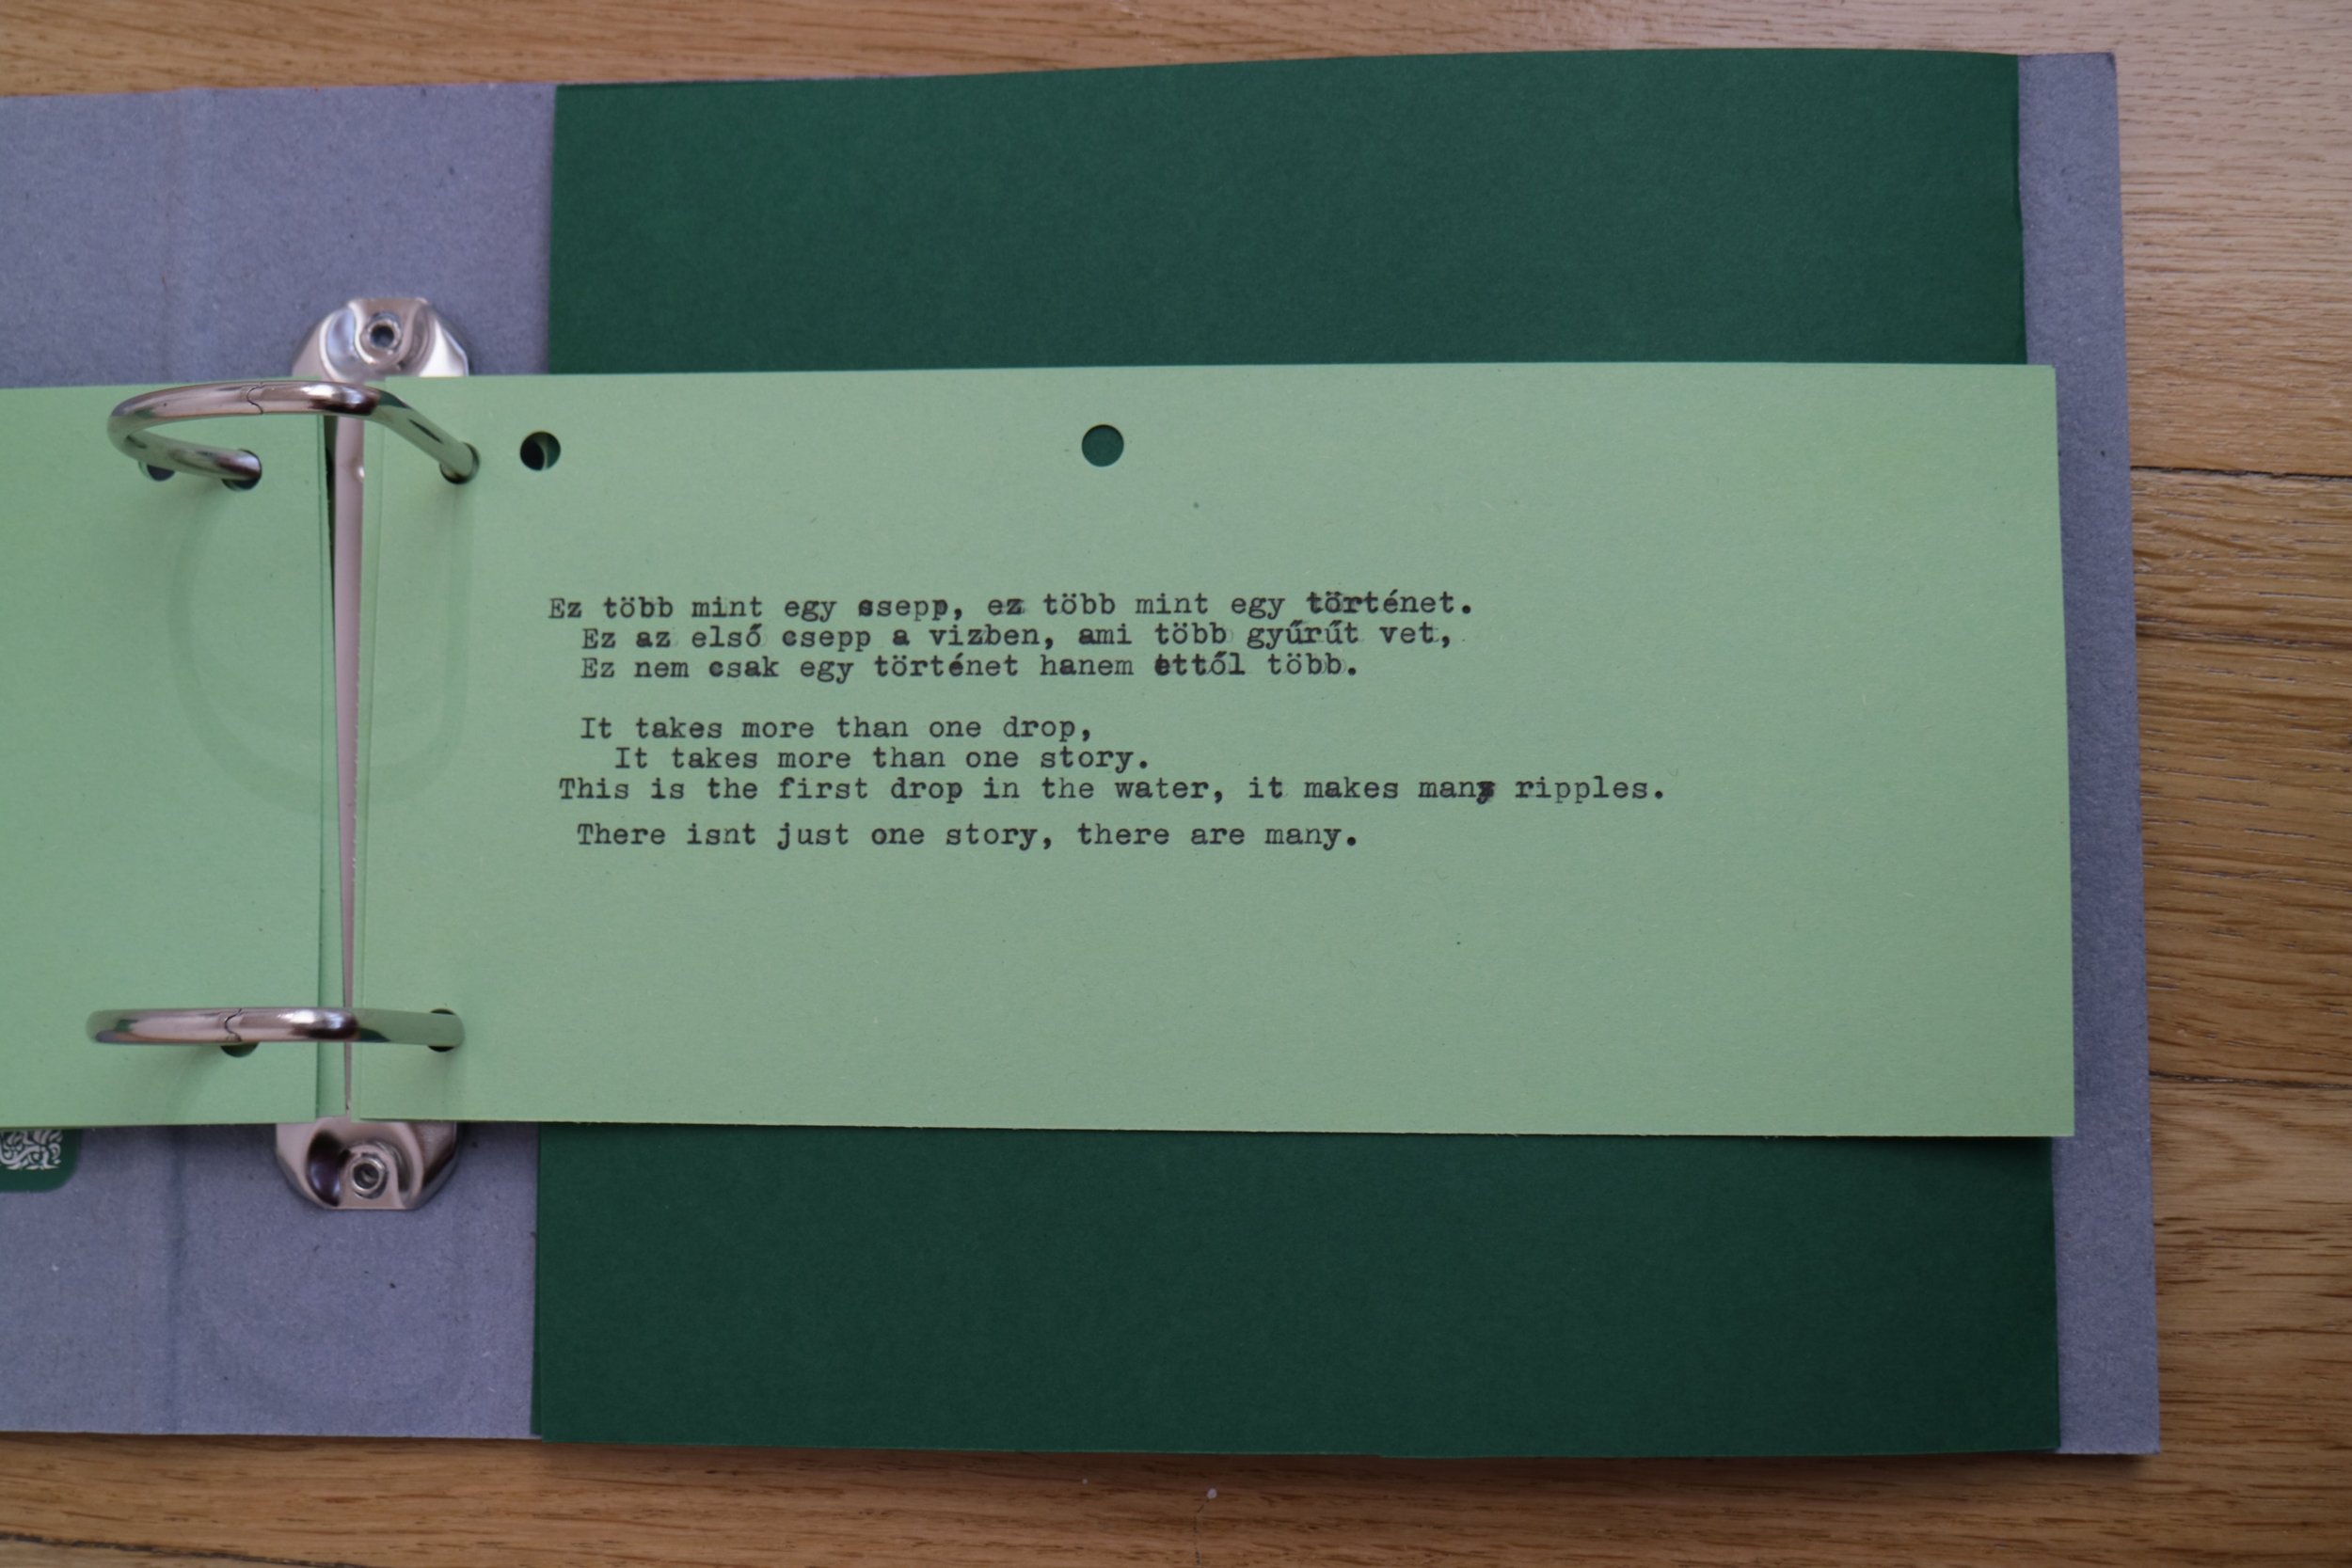 Ez több mint egy csepp, ez több mint egy történet.
Ez az első csepp a vizben, ami több gyűrűt vet,
Ez nem csak egy történet hanem ettől több.
It takes more than one drop,
It takes more than one story.
This is the first drop in the water, it makes many ripples.
There isnt just one story, there are many.